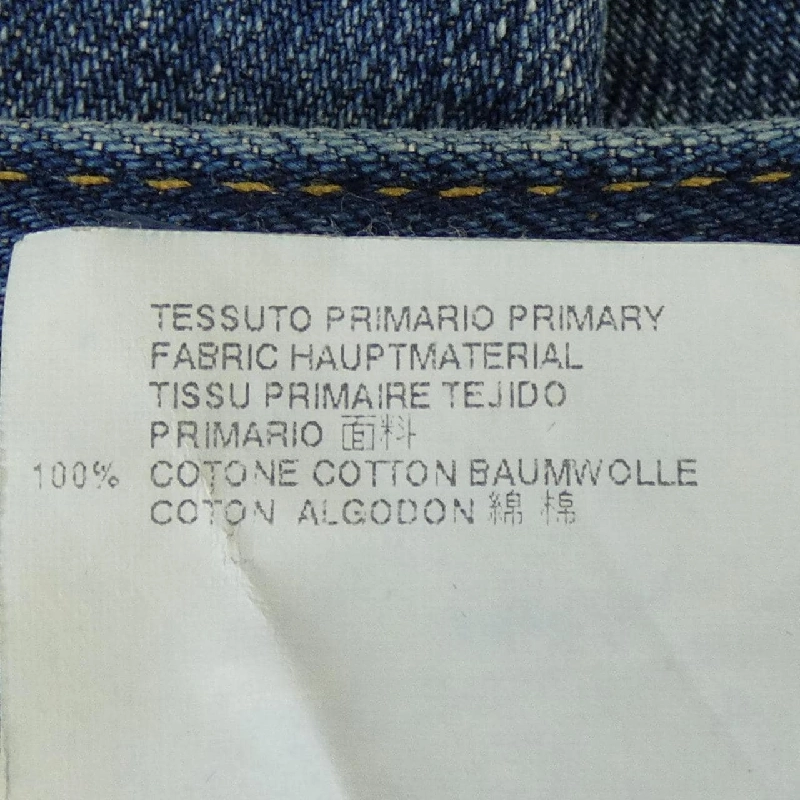 TESSUTO PRIMARIO PRIMARY
FABRIC HAUPTMATERIAL
TISSU PRIMAIRE TEJIDO
PRIMARIO 面料
100% COTONE COTTON BAUMWOLLE
COTON ALGODON 綿 棉